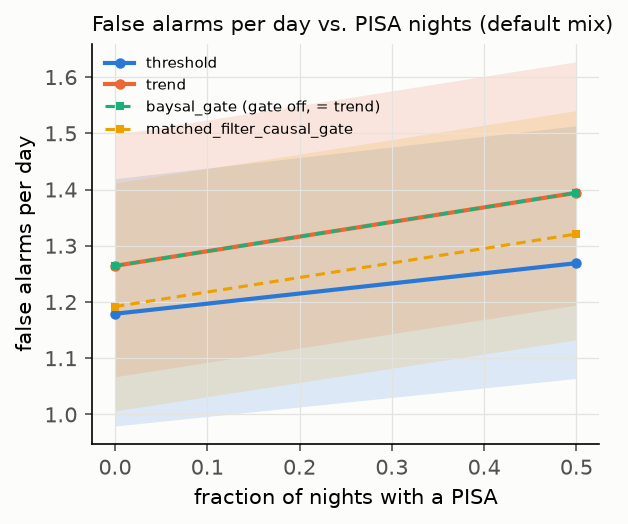 False alarms per day vs. PISA nights (default mix)
threshold
trend
baysal_gate (gate off, = trend)
matched_filter_causal_gate
false alarms per day
1.6
1.5
1.4
1.3
1.2
1.1
1.0
0.0 0.1 0.2 0.3 0.4 0.5
fraction of nights with a PISA